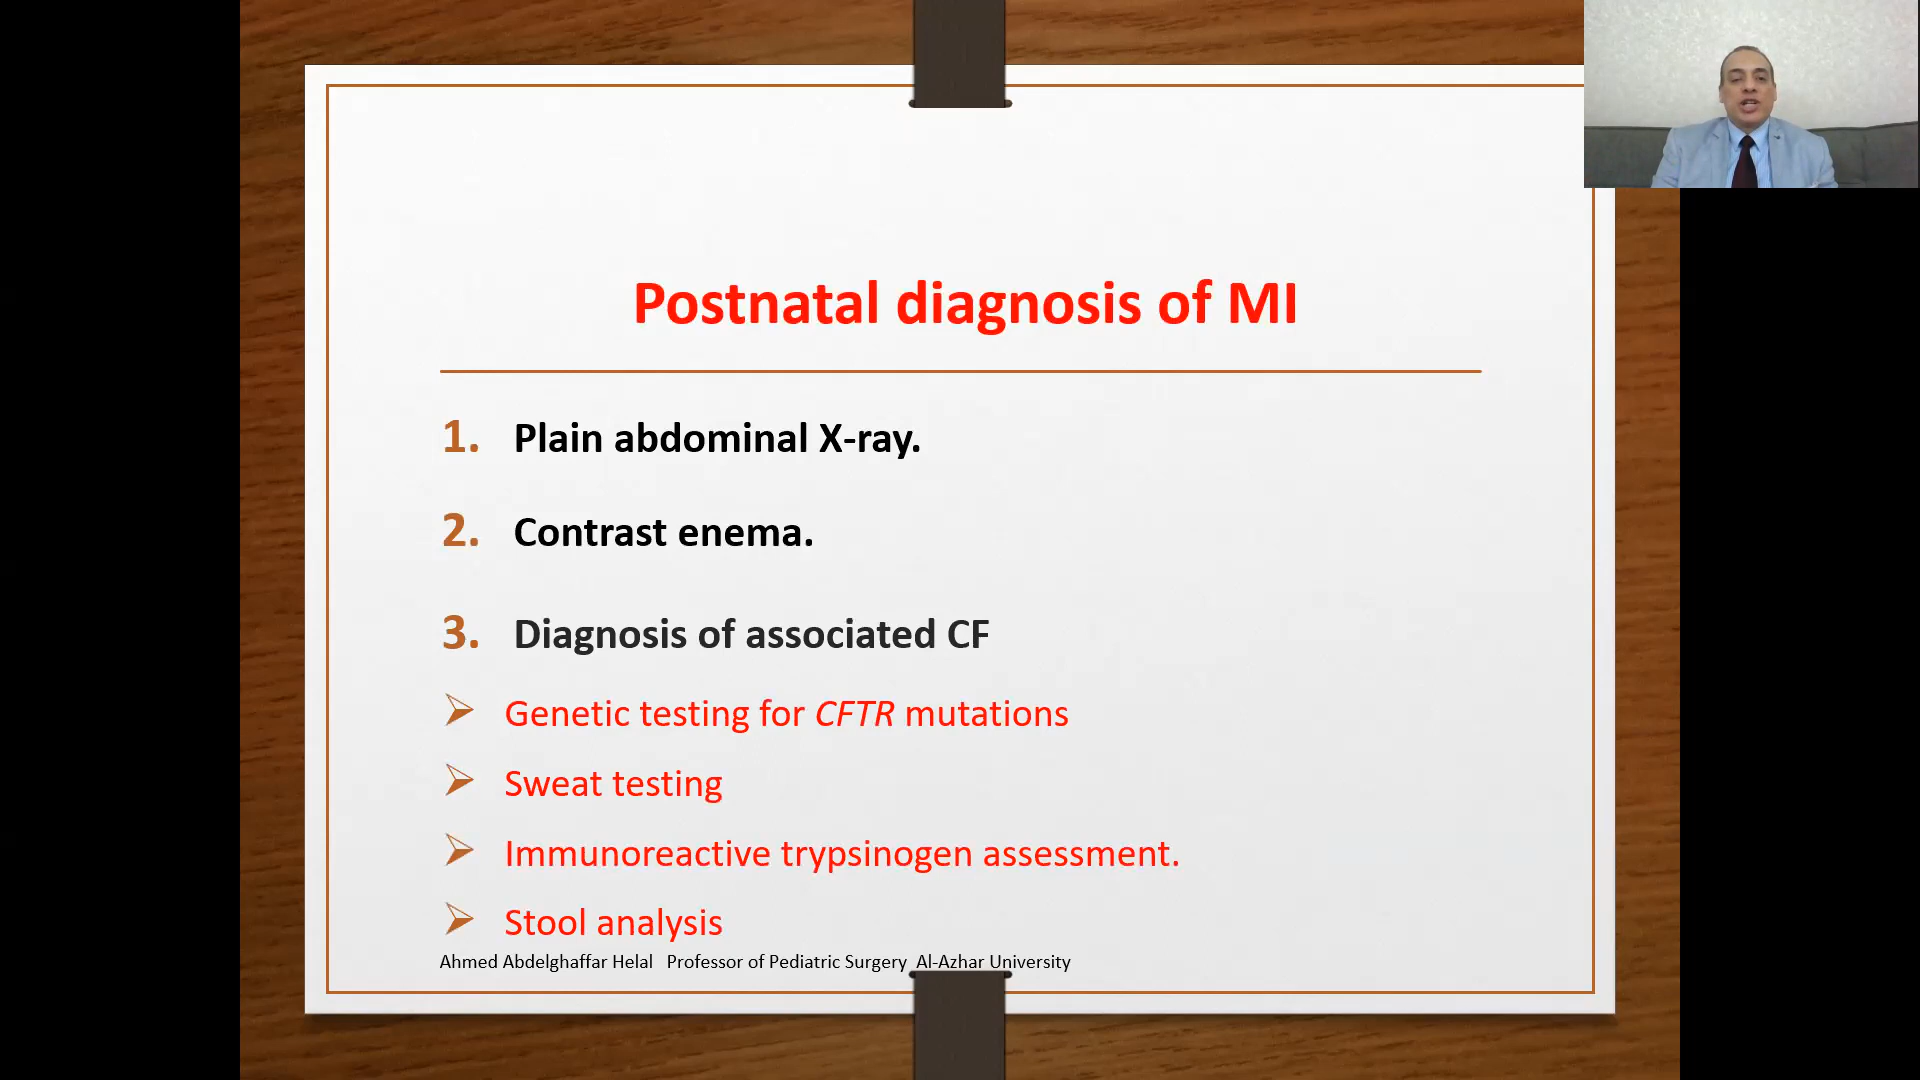 Postnatal diagnosis of MI
1. Plain abdominal X-ray.
2. Contrast enema.
3. Diagnosis of associated CF
Genetic testing for CFTR mutations
Sweat testing
Immunoreactive trypsinogen assessment.
Stool analysis
Ahmed Abdelghaffar Helal Professor of Pediatric Surgery Al-Azhar University